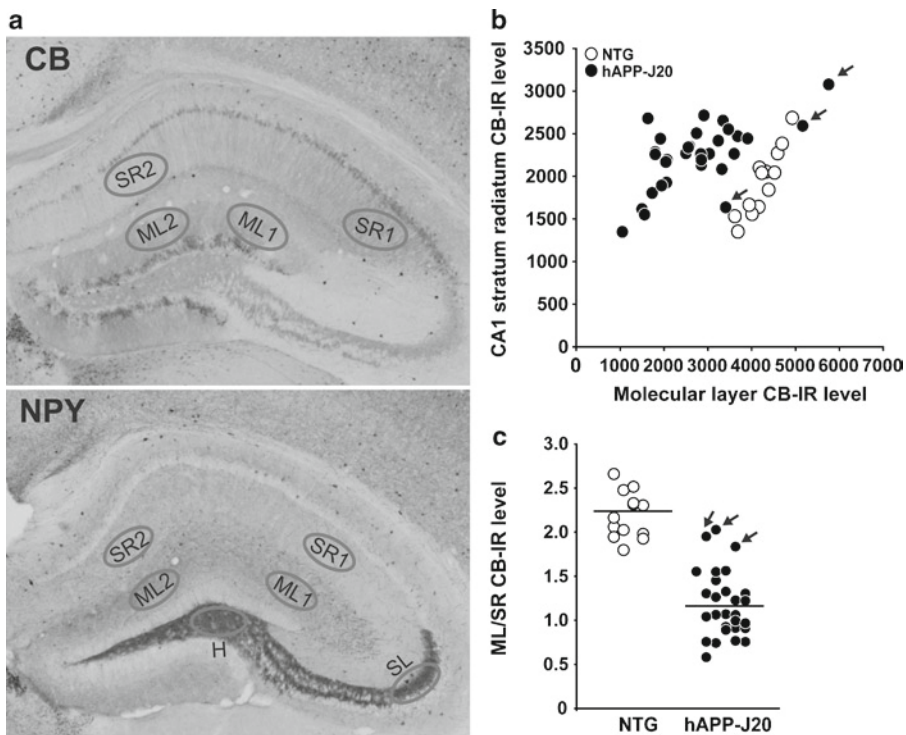 a
CB
SR2
ML2
ML1
SR1
NPY
SR2
SR1
ML2
ML1
H
SL
b
NTG
hAPP-J20
CA1 stratum radiatum CB-IR level
3500
3000
2500
2000
1500
1000
500
0
0 1000 2000 3000 4000 5000 6000 7000
Molecular layer CB-IR level
c
ML/SR CB-IR level
3.0
2.5
2.0
1.5
1.0
0.5
0
NTG hAPP-J20